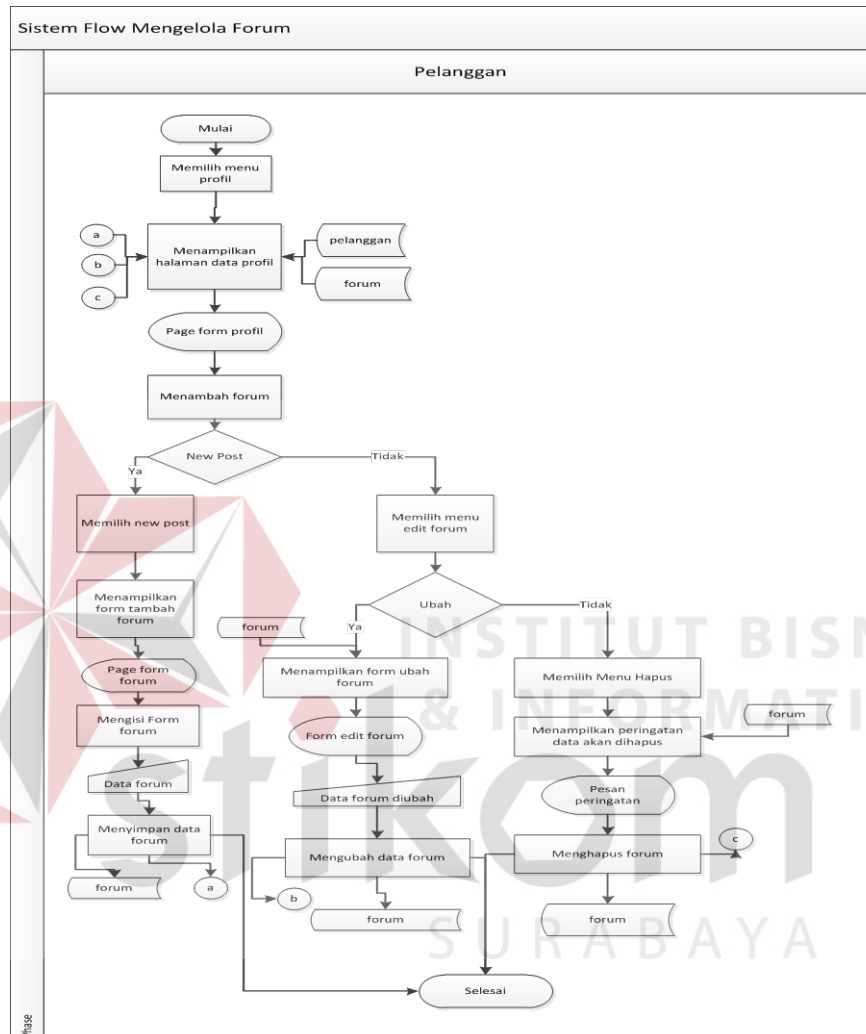 Sistem Flow Mengelola Forum
Pelanggan
Mulai
Memilih menu
profil
a
b
c
Menampilkan
halaman data profil
pelanggan
forum
Page form profil
Menambah forum
New Post
Ya
Tidak
Memilih new post
Memilih menu
edit forum
Menampilkan
form tambah
forum
Ubah
Ya
Tidak
forum
Page form
forum
Menampilkan form ubah
forum
Memilih Menu Hapus
Mengisi Form
forum
Form edit forum
Menampilkan peringatan
data akan dihapus
forum
Data forum
Data forum diubah
Pesan
peringatan
Menyimpan data
forum
Mengubah data forum
Menghapus forum
c
forum
a
b
forum
forum
Selesai
INSTITUT BISN
& INFORMATI
stikom
SURABAYA